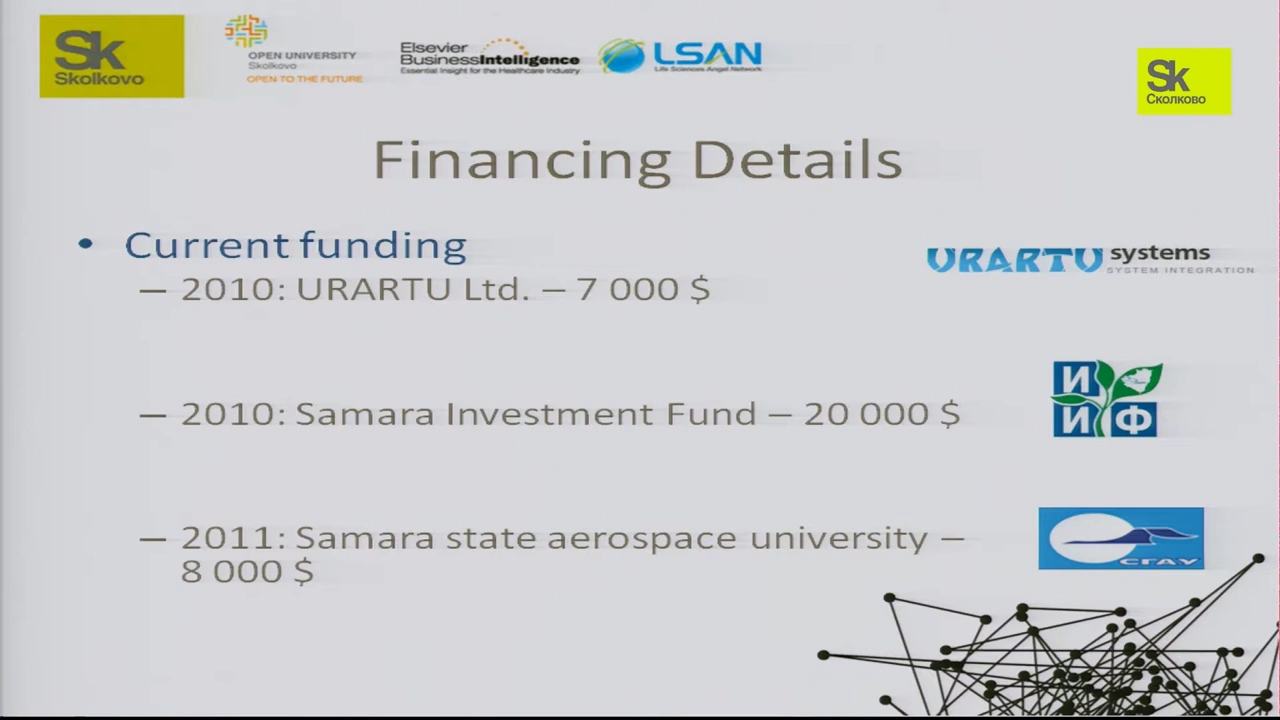 Sk
Skolkovo
OPEN UNIVERSITY
Skolkovo
OPEN TO THE FUTURE
Elsevier
BusinessIntelligence
Essential Insight for the Healthcare Industry
LSAN
Life Sciences Angel Network
Sk
Сколково
Financing Details
• Current funding
URARTU systems
SYSTEM INTEGRATION
– 2010: URARTU Ltd. – 7 000 $
И
И Ф
– 2010: Samara Investment Fund – 20 000 $
– 2011: Samara state aerospace university –
8 000 $
СГАУ